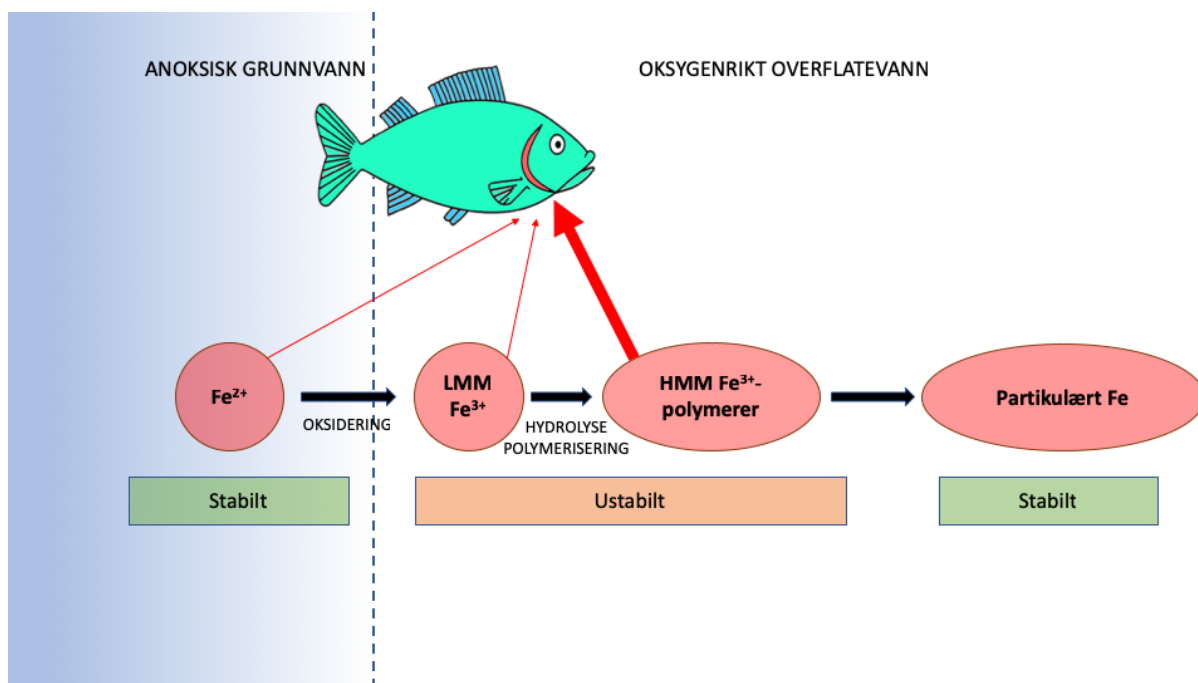 ANOKSISK GRUNNVANN
OKSYGENRIKT OVERFLATEVANN
Fe²⁺
OKSIDERING
LMM
Fe³⁺
HYDROLYSE
POLYMERISERING
HMM Fe³⁺-
polymerer
Partikulært Fe
Stabilt
Ustabilt
Stabilt